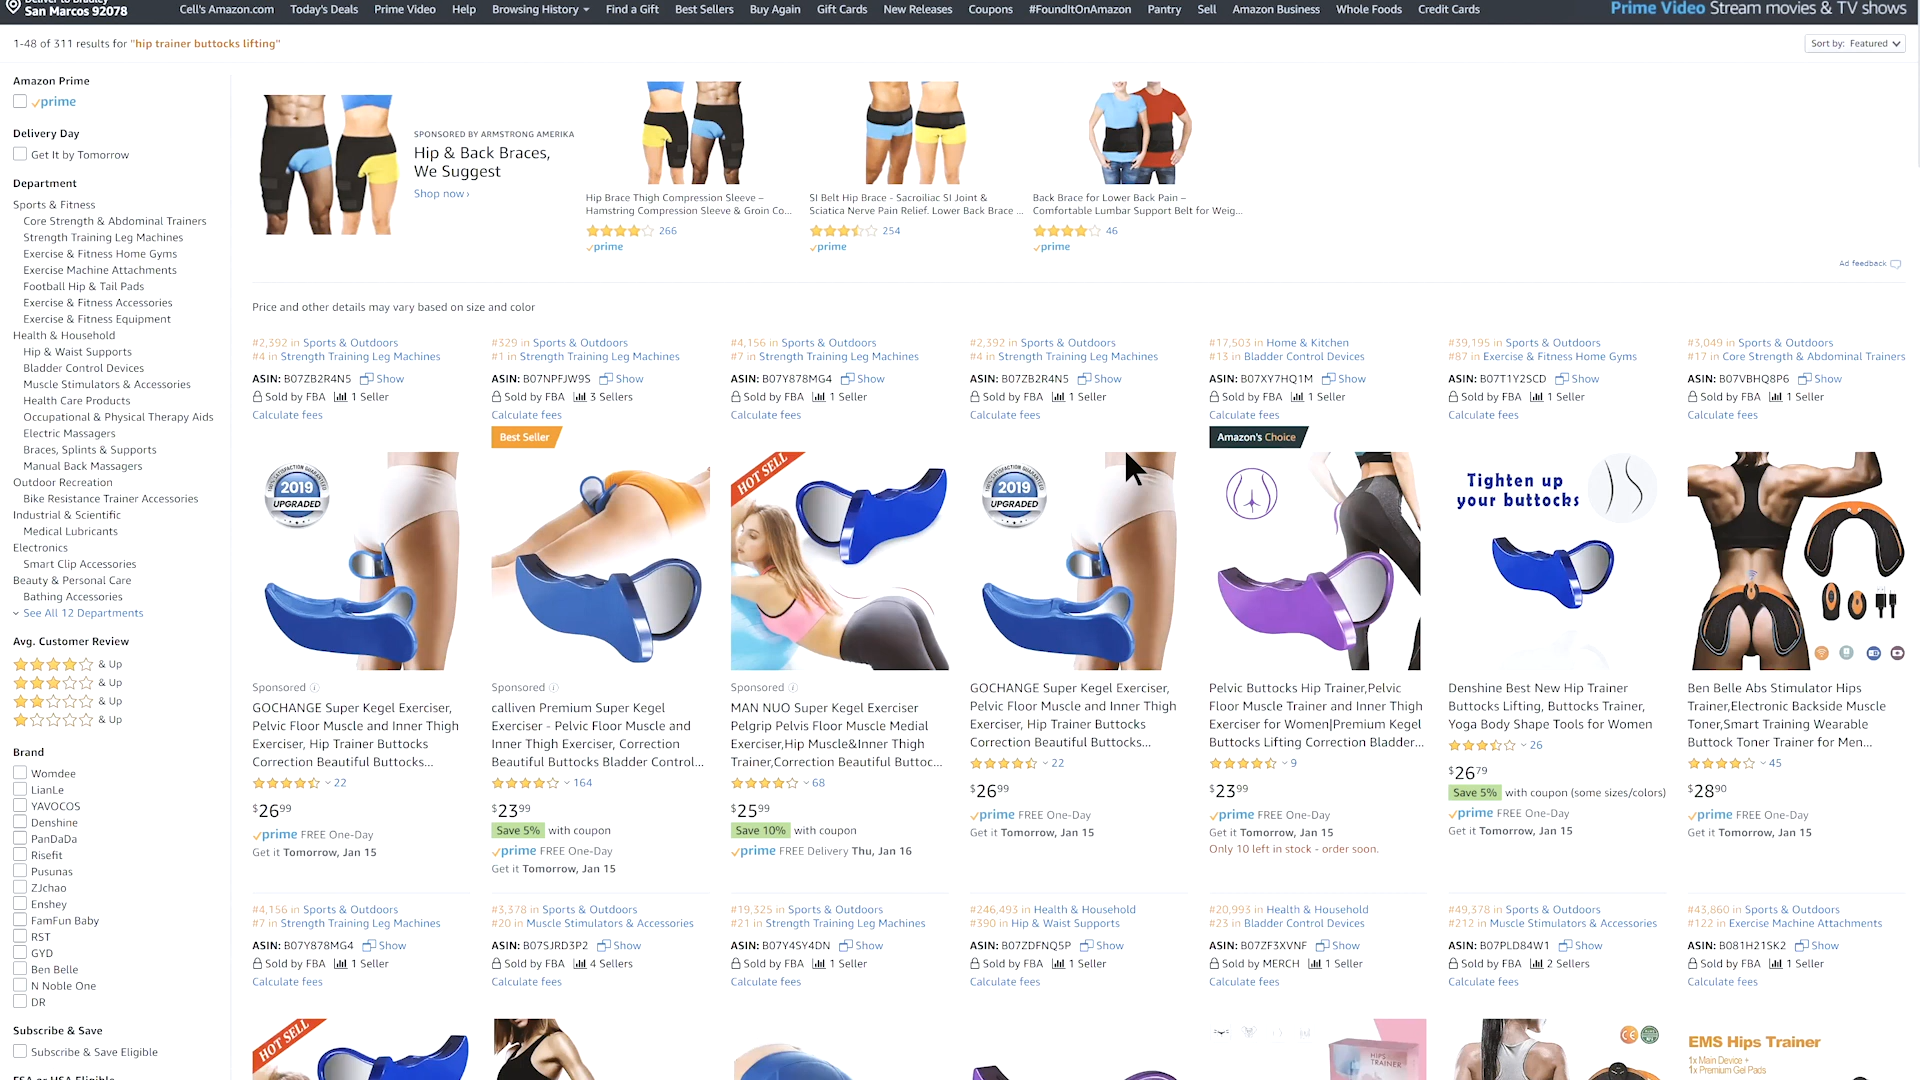 San Marcos 92078
Cell's Amazon.com Today's Deals Prime Video Help Browsing History Find a Gift Best Sellers Buy Again Gift Cards New Releases Coupons #FoundItOnAmazon Pantry Sell Amazon Business Whole Foods Credit Cards
Prime Video Stream movies & TV shows
1-48 of 311 results for "hip trainer buttocks lifting"
Sort by: Featured
Amazon Prime
prime
Delivery Day
Get It by Tomorrow
Department
Sports & Fitness
Core Strength & Abdominal Trainers
Strength Training Leg Machines
Exercise & Fitness Home Gyms
Exercise Machine Attachments
Football Hip & Tail Pads
Exercise & Fitness Accessories
Exercise & Fitness Equipment
Health & Household
Hip & Waist Supports
Bladder Control Devices
Muscle Stimulators & Accessories
Health Care Products
Occupational & Physical Therapy Aids
Electric Massagers
Braces, Splints & Supports
Manual Back Massagers
Outdoor Recreation
Bike Resistance Trainer Accessories
Industrial & Scientific
Medical Lubricants
Electronics
Smart Clip Accessories
Beauty & Personal Care
Bathing Accessories
See All 12 Departments
Avg. Customer Review
& Up
& Up
& Up
& Up
Brand
Womdee
LianLe
YAVOCOS
Denshine
PanDaDa
Risefit
Pusunas
ZJchao
Enshey
FamFun Baby
RST
GYD
Ben Belle
N Noble One
DR
Subscribe & Save
Subscribe & Save Eligible
SPONSORED BY ARMSTRONG AMERIKA
Hip & Back Braces,
We Suggest
Shop now ›
Hip Brace Thigh Compression Sleeve –
Hamstring Compression Sleeve & Groin Co...
266
prime
SI Belt Hip Brace - Sacroiliac SI Joint &
Sciatica Nerve Pain Relief. Lower Back Brace ...
254
prime
Back Brace for Lower Back Pain –
Comfortable Lumbar Support Belt for Weig...
46
prime
Ad feedback
Price and other details may vary based on size and color
#2,392 in Sports & Outdoors
#4 in Strength Training Leg Machines
ASIN: B07ZB2R4N5 Show
Sold by FBA 1 Seller
Calculate fees
2019
UPGRADED
Sponsored
GOCHANGE Super Kegel Exerciser,
Pelvic Floor Muscle and Inner Thigh
Exerciser, Hip Trainer Buttocks
Correction Beautiful Buttocks...
22
$26 99
prime FREE One-Day
Get it Tomorrow, Jan 15
#329 in Sports & Outdoors
#1 in Strength Training Leg Machines
ASIN: B07NPFJW9S Show
Sold by FBA 3 Sellers
Calculate fees
Best Seller
Sponsored
calliven Premium Super Kegel
Exerciser - Pelvic Floor Muscle and
Inner Thigh Exerciser, Correction
Beautiful Buttocks Bladder Control...
164
$23 99
Save 5% with coupon
prime FREE One-Day
Get it Tomorrow, Jan 15
#4,156 in Sports & Outdoors
#7 in Strength Training Leg Machines
ASIN: B07Y878MG4 Show
Sold by FBA 1 Seller
Calculate fees
HOT SELL
Sponsored
MAN NUO Super Kegel Exerciser
Pelgrip Pelvis Floor Muscle Medial
Exerciser,Hip Muscle&Inner Thigh
Trainer,Correction Beautiful Buttoc...
68
$25 99
Save 10% with coupon
prime FREE Delivery Thu, Jan 16
#2,392 in Sports & Outdoors
#4 in Strength Training Leg Machines
ASIN: B07ZB2R4N5 Show
Sold by FBA 1 Seller
Calculate fees
2019
UPGRADED
GOCHANGE Super Kegel Exerciser,
Pelvic Floor Muscle and Inner Thigh
Exerciser, Hip Trainer Buttocks
Correction Beautiful Buttocks...
22
$26 99
prime FREE One-Day
Get it Tomorrow, Jan 15
#17,503 in Home & Kitchen
#13 in Bladder Control Devices
ASIN: B07XY7HQ1M Show
Sold by FBA 1 Seller
Calculate fees
Amazon's Choice
Pelvic Buttocks Hip Trainer,Pelvic
Floor Muscle Trainer and Inner Thigh
Exerciser for Women|Premium Kegel
Buttocks Lifting Correction Bladder...
9
$23 99
prime FREE One-Day
Get it Tomorrow, Jan 15
Only 10 left in stock - order soon.
#39,195 in Sports & Outdoors
#87 in Exercise & Fitness Home Gyms
ASIN: B07T1Y2SCD Show
Sold by FBA 1 Seller
Calculate fees
Tighten up
your buttocks
Denshine Best New Hip Trainer
Buttocks Lifting, Buttocks Trainer,
Yoga Body Shape Tools for Women
26
$26 79
Save 5% with coupon (some sizes/colors)
prime FREE One-Day
Get it Tomorrow, Jan 15
#3,049 in Sports & Outdoors
#17 in Core Strength & Abdominal Trainers
ASIN: B07VBHQ8P6 Show
Sold by FBA 1 Seller
Calculate fees
Ben Belle Abs Stimulator Hips
Trainer,Electronic Backside Muscle
Toner,Smart Training Wearable
Buttock Toner Trainer for Men...
45
$28 90
prime FREE One-Day
Get it Tomorrow, Jan 15
#4,156 in Sports & Outdoors
#7 in Strength Training Leg Machines
ASIN: B07Y878MG4 Show
Sold by FBA 1 Seller
Calculate fees
HOT SELL
#3,378 in Sports & Outdoors
#20 in Muscle Stimulators & Accessories
ASIN: B07SJRD3P2 Show
Sold by FBA 4 Sellers
Calculate fees
#19,325 in Sports & Outdoors
#21 in Strength Training Leg Machines
ASIN: B07Y4SY4DN Show
Sold by FBA 1 Seller
Calculate fees
#246,493 in Health & Household
#390 in Hip & Waist Supports
ASIN: B07ZDFNQ5P Show
Sold by FBA 1 Seller
Calculate fees
#20,993 in Health & Household
#23 in Bladder Control Devices
ASIN: B07ZF3XVNF Show
Sold by MERCH 1 Seller
Calculate fees
HIPS
TRAINER
#49,378 in Sports & Outdoors
#212 in Muscle Stimulators & Accessories
ASIN: B07PLD84W1 Show
Sold by FBA 2 Sellers
Calculate fees
#43,860 in Sports & Outdoors
#122 in Exercise Machine Attachments
ASIN: B081H21SK2 Show
Sold by FBA 1 Seller
Calculate fees
EMS Hips Trainer
1x Main Device +
1x Premium Gel Pads